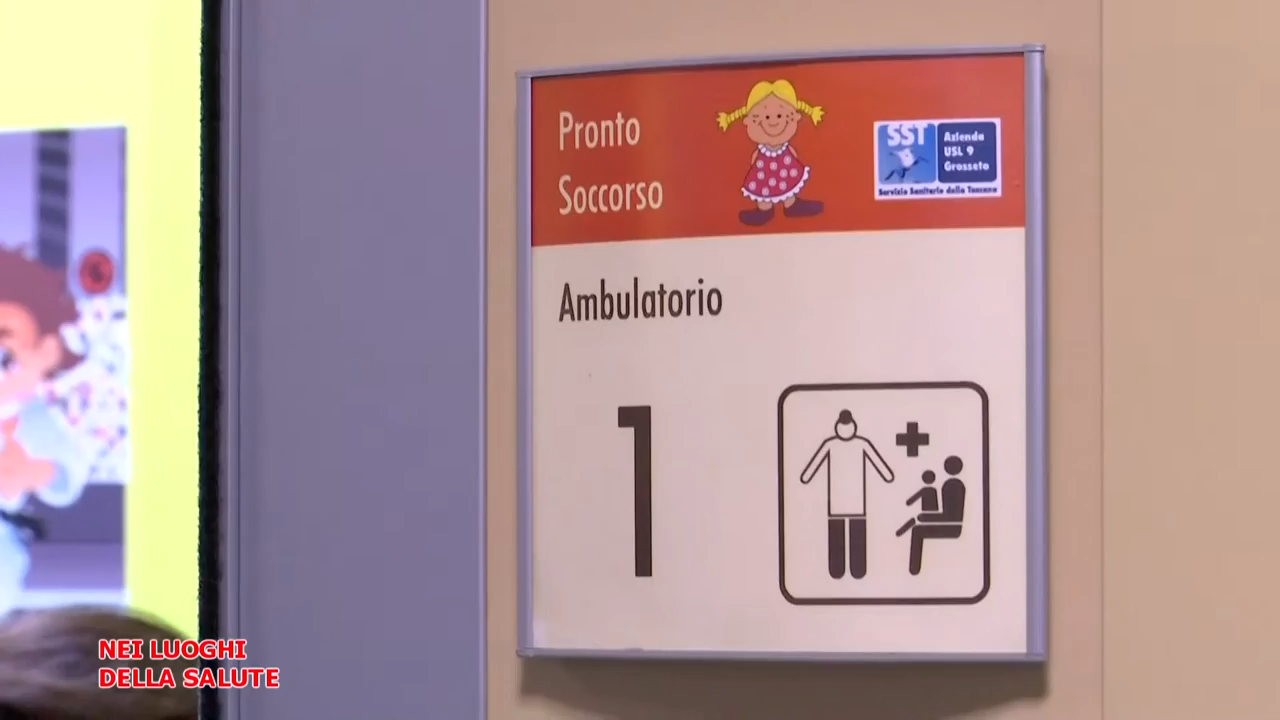 Pronto
Soccorso
SST
Azienda
USL 9
Grosseto
Servizio Sanitario della Toscana
Ambulatorio
1
NEI LUOGHI
DELLA SALUTE